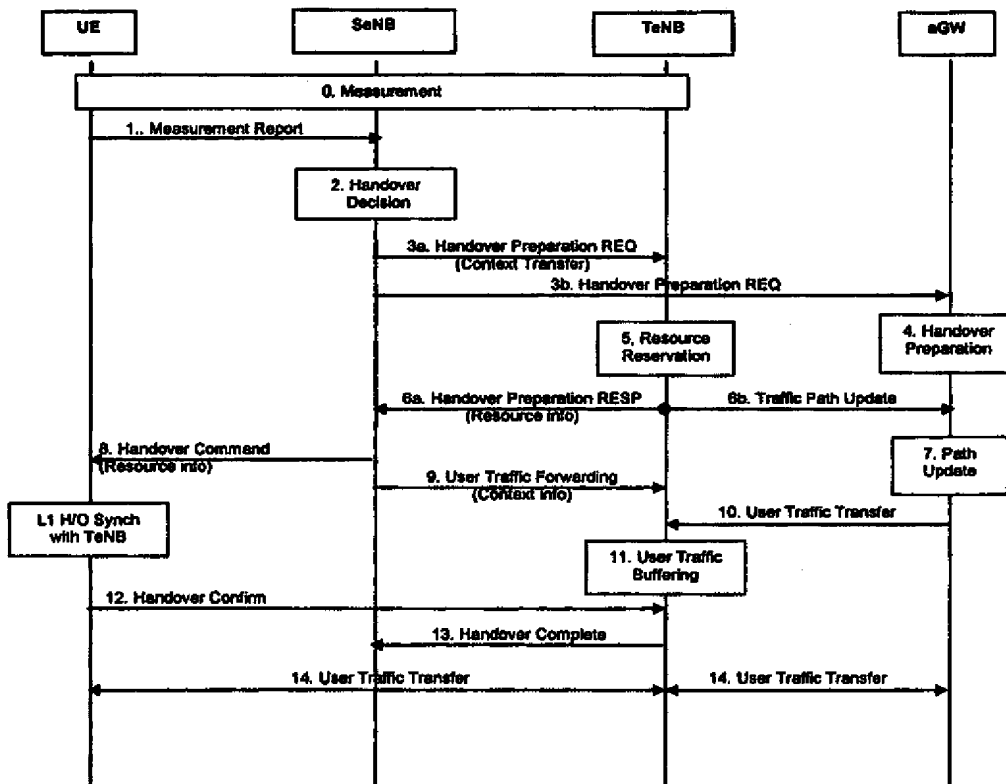 UE
SeNB
TeNB
aGW
0. Measurement
1.. Measurement Report
2. Handover
Decision
3a. Handover Preparation REQ
(Context Transfer)
3b. Handover Preparation REQ
5. Resource
Reservation
4. Handover
Preparation
6a. Handover Preparation RESP
(Resource info)
6b. Traffic Path Update
8. Handover Command
(Resource info)
7. Path
Update
9. User Traffic Forwarding
(Context info)
L1 H/O Synch
with TeNB
10. User Traffic Transfer
11. User Traffic
Buffering
12. Handover Confirm
13. Handover Complete
14. User Traffic Transfer
14. User Traffic Transfer